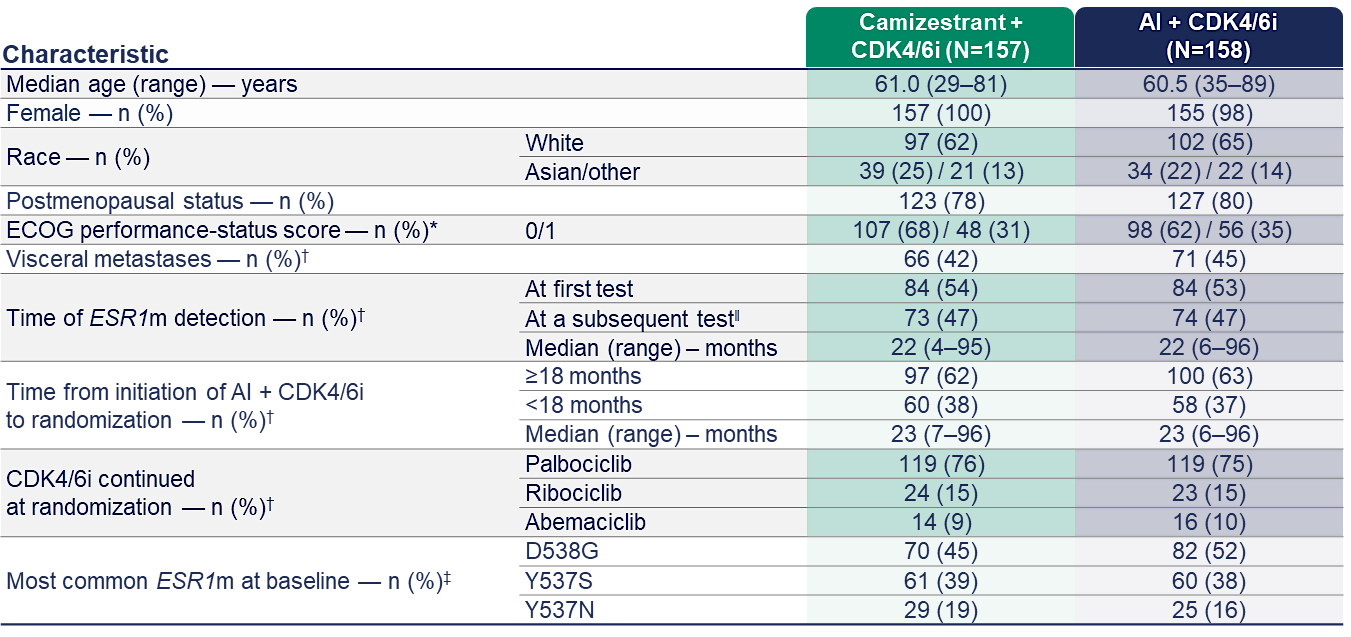 Characteristic
Camizestrant +
CDK4/6i (N=157)
AI + CDK4/6i
(N=158)
Median age (range) — years 61.0 (29–81) 60.5 (35–89)
Female — n (%) 157 (100) 155 (98)
Race — n (%)
White 97 (62) 102 (65)
Asian/other 39 (25) / 21 (13) 34 (22) / 22 (14)
Postmenopausal status — n (%) 123 (78) 127 (80)
ECOG performance-status score — n (%)* 0/1 107 (68) / 48 (31) 98 (62) / 56 (35)
Visceral metastases — n (%)† 66 (42) 71 (45)
Time of ESR1m detection — n (%)†
At first test 84 (54) 84 (53)
At a subsequent test‖ 73 (47) 74 (47)
Median (range) – months 22 (4–95) 22 (6–96)
Time from initiation of AI + CDK4/6i
to randomization — n (%)†
≥18 months 97 (62) 100 (63)
<18 months 60 (38) 58 (37)
Median (range) – months 23 (7–96) 23 (6–96)
CDK4/6i continued
at randomization — n (%)†
Palbociclib 119 (76) 119 (75)
Ribociclib 24 (15) 23 (15)
Abemaciclib 14 (9) 16 (10)
Most common ESR1m at baseline — n (%)‡
D538G 70 (45) 82 (52)
Y537S 61 (39) 60 (38)
Y537N 29 (19) 25 (16)